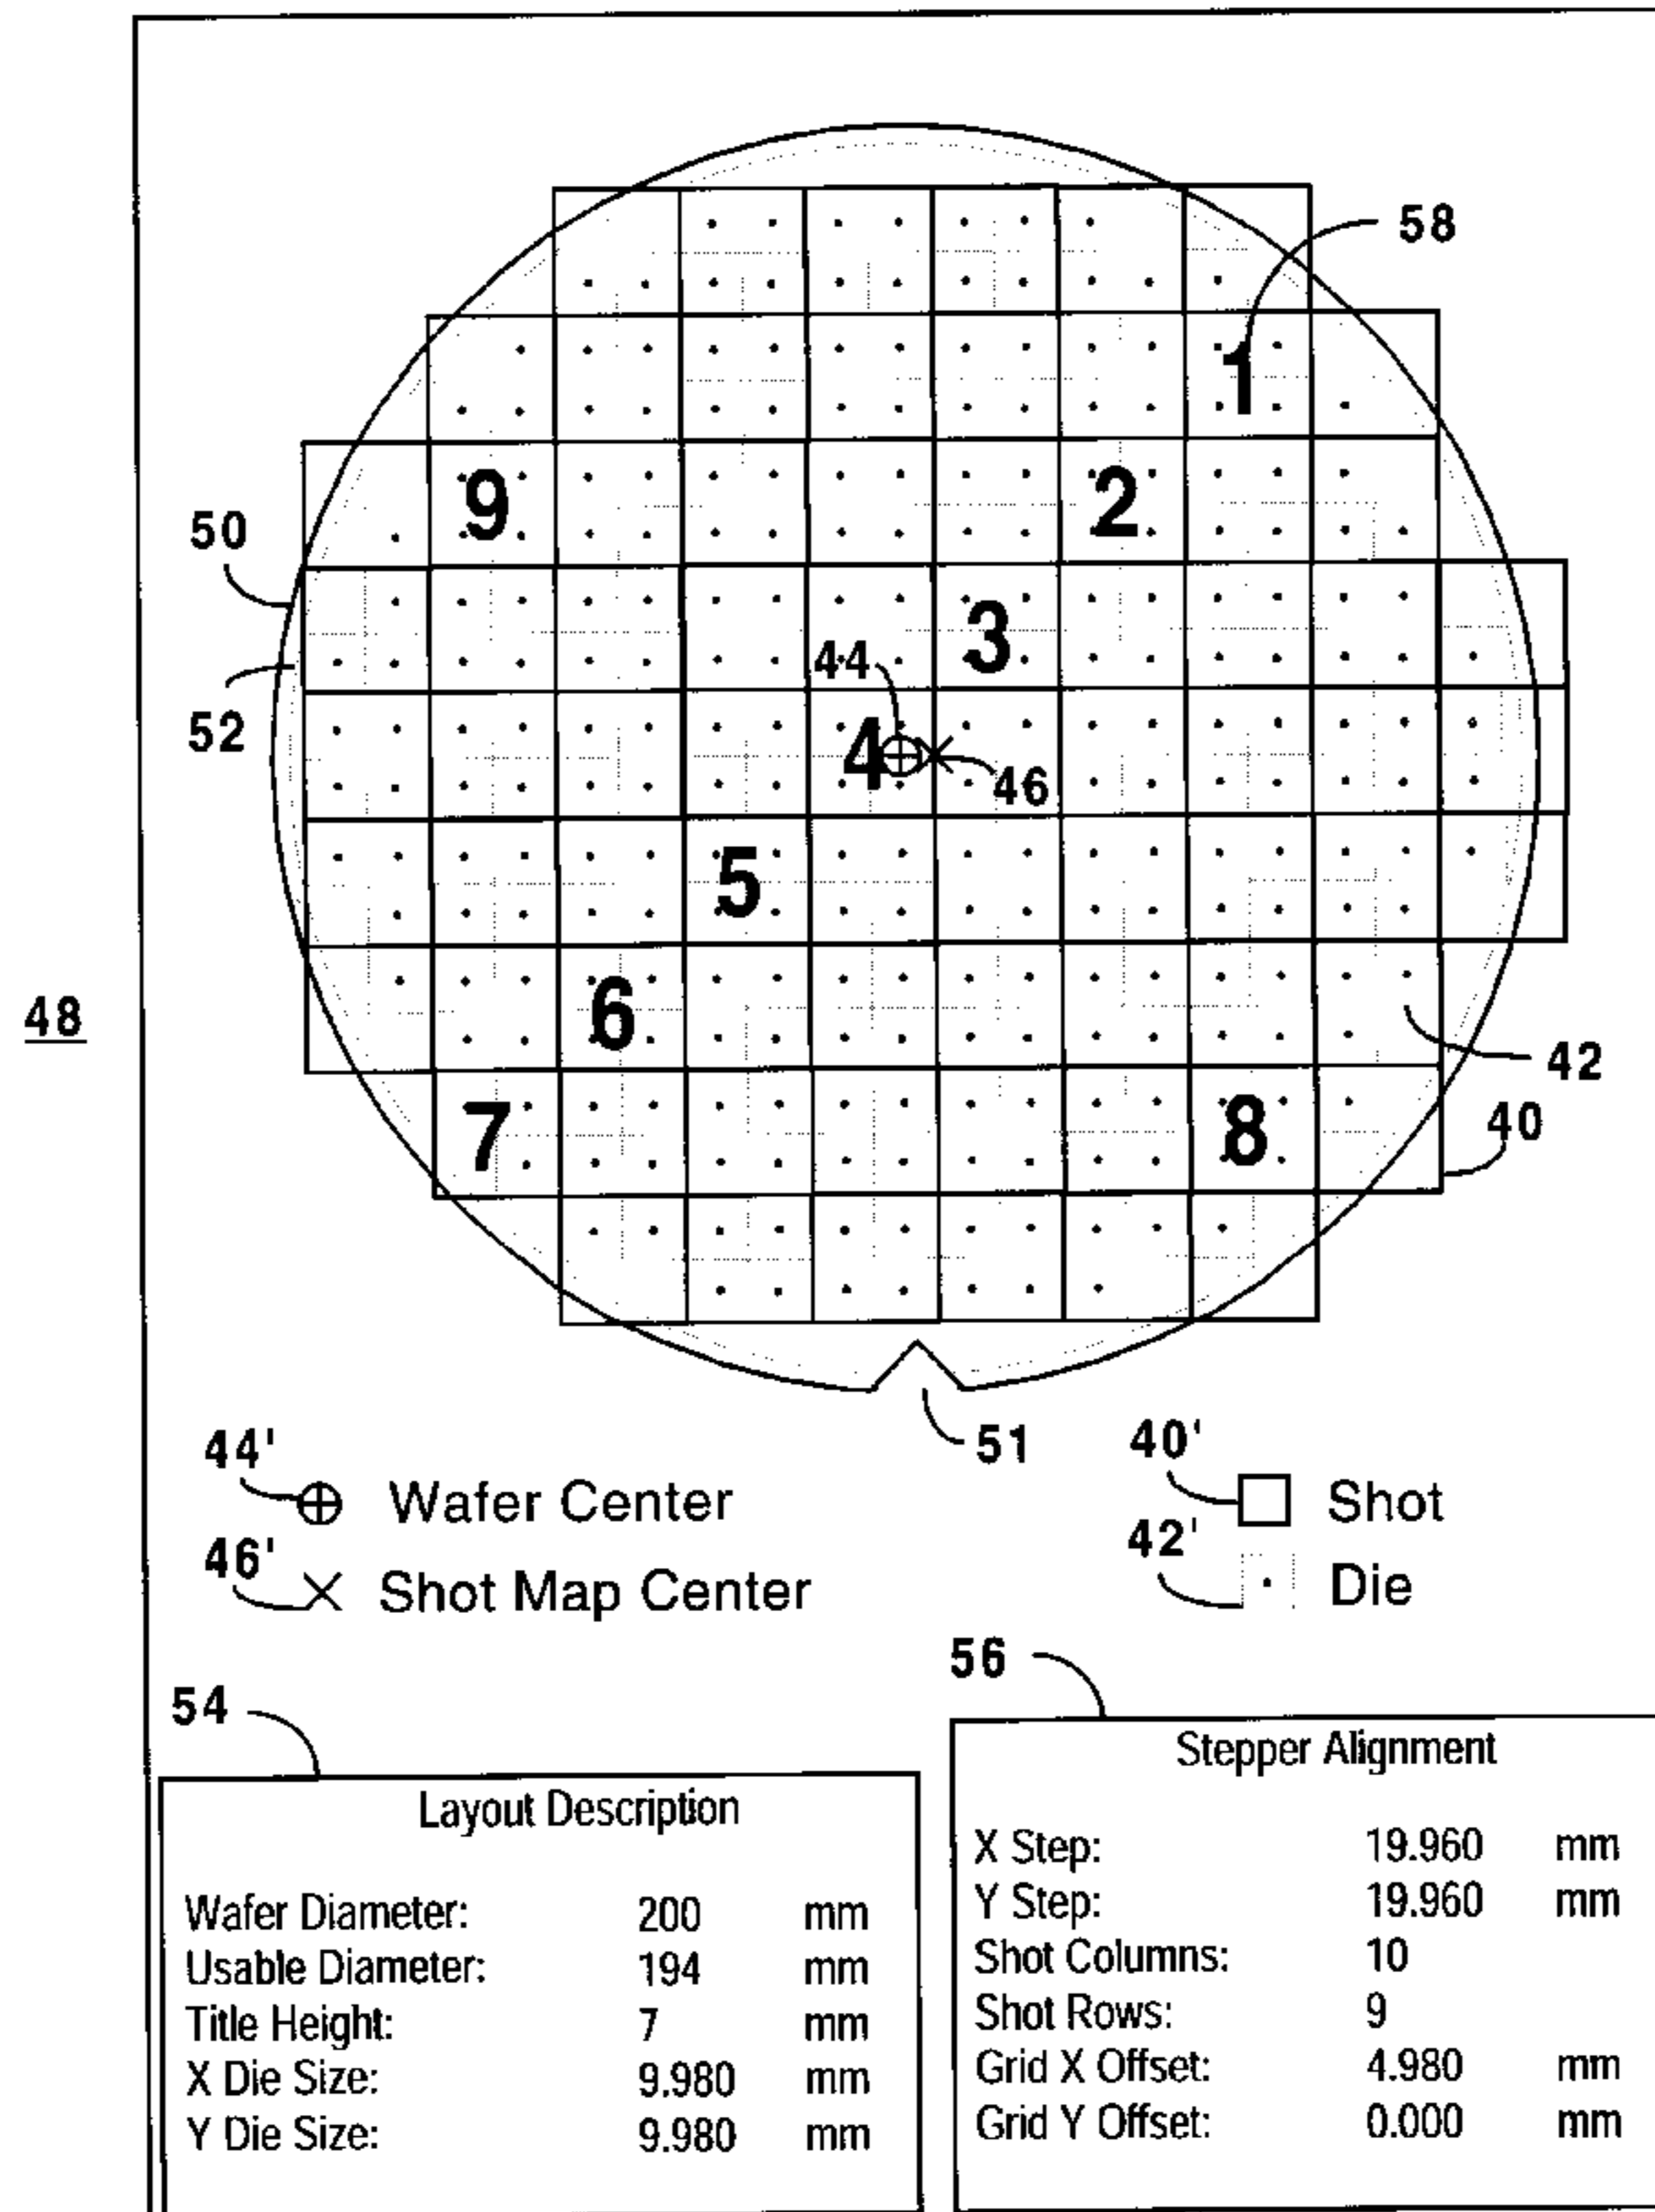 58
1
9
2
50
3
44
52
4
46
5
48
6
42
7
8
40
51
44' Wafer Center
40' Shot
46' Shot Map Center
42' Die
56
54
Stepper Alignment
X Step: 19.960 mm
Y Step: 19.960 mm
Shot Columns: 10
Shot Rows: 9
Grid X Offset: 4.980 mm
Grid Y Offset: 0.000 mm
Layout Description
Wafer Diameter: 200 mm
Usable Diameter: 194 mm
Title Height: 7 mm
X Die Size: 9.980 mm
Y Die Size: 9.980 mm